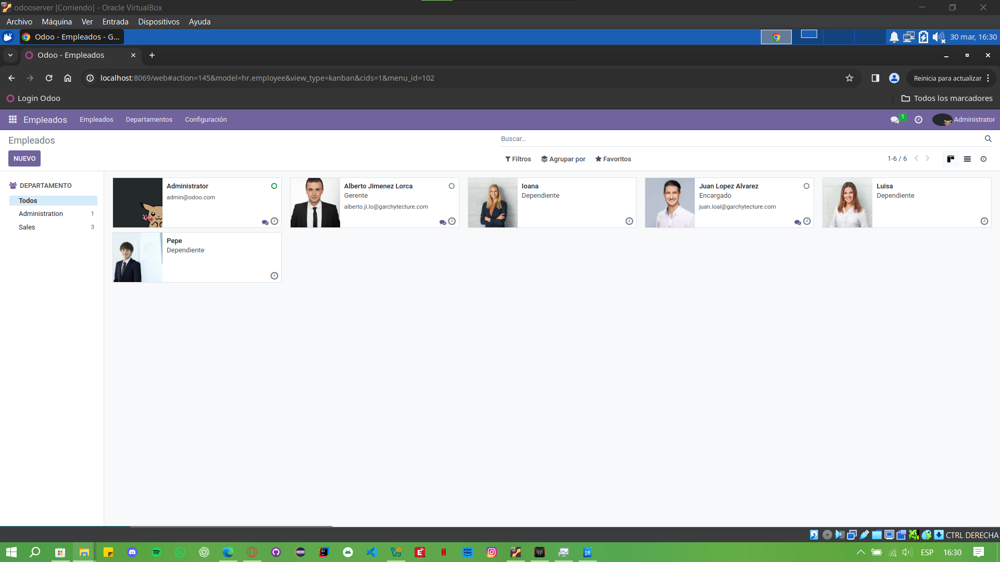 odooserver [Corriendo] - Oracle VirtualBox
Archivo Máquina Ver Entrada Dispositivos Ayuda
Odoo - Empleados - G...
30 mar, 16:30
Odoo - Empleados
localhost:8069/web#action=145&model=hr.employee&view_type=kanban&cids=1&menu_id=102
Reinicia para actualizar
Login Odoo
Todos los marcadores
Empleados Empleados Departamentos Configuración
1
Administrator
Empleados
Buscar...
NUEVO
Filtros Agrupar por Favoritos
1-6 / 6
DEPARTAMENTO
Todos
Administration 1
Sales 3
Administrator
admin@odoo.com
Alberto Jimenez Lorca
Gerente
alberto.ji.lo@garchytecture.com
Ioana
Dependiente
Juan Lopez Alvarez
Encargado
juan.loal@garchytecture.com
Luisa
Dependiente
Pepe
Dependiente
CTRL DERECHA
ESP 16:30